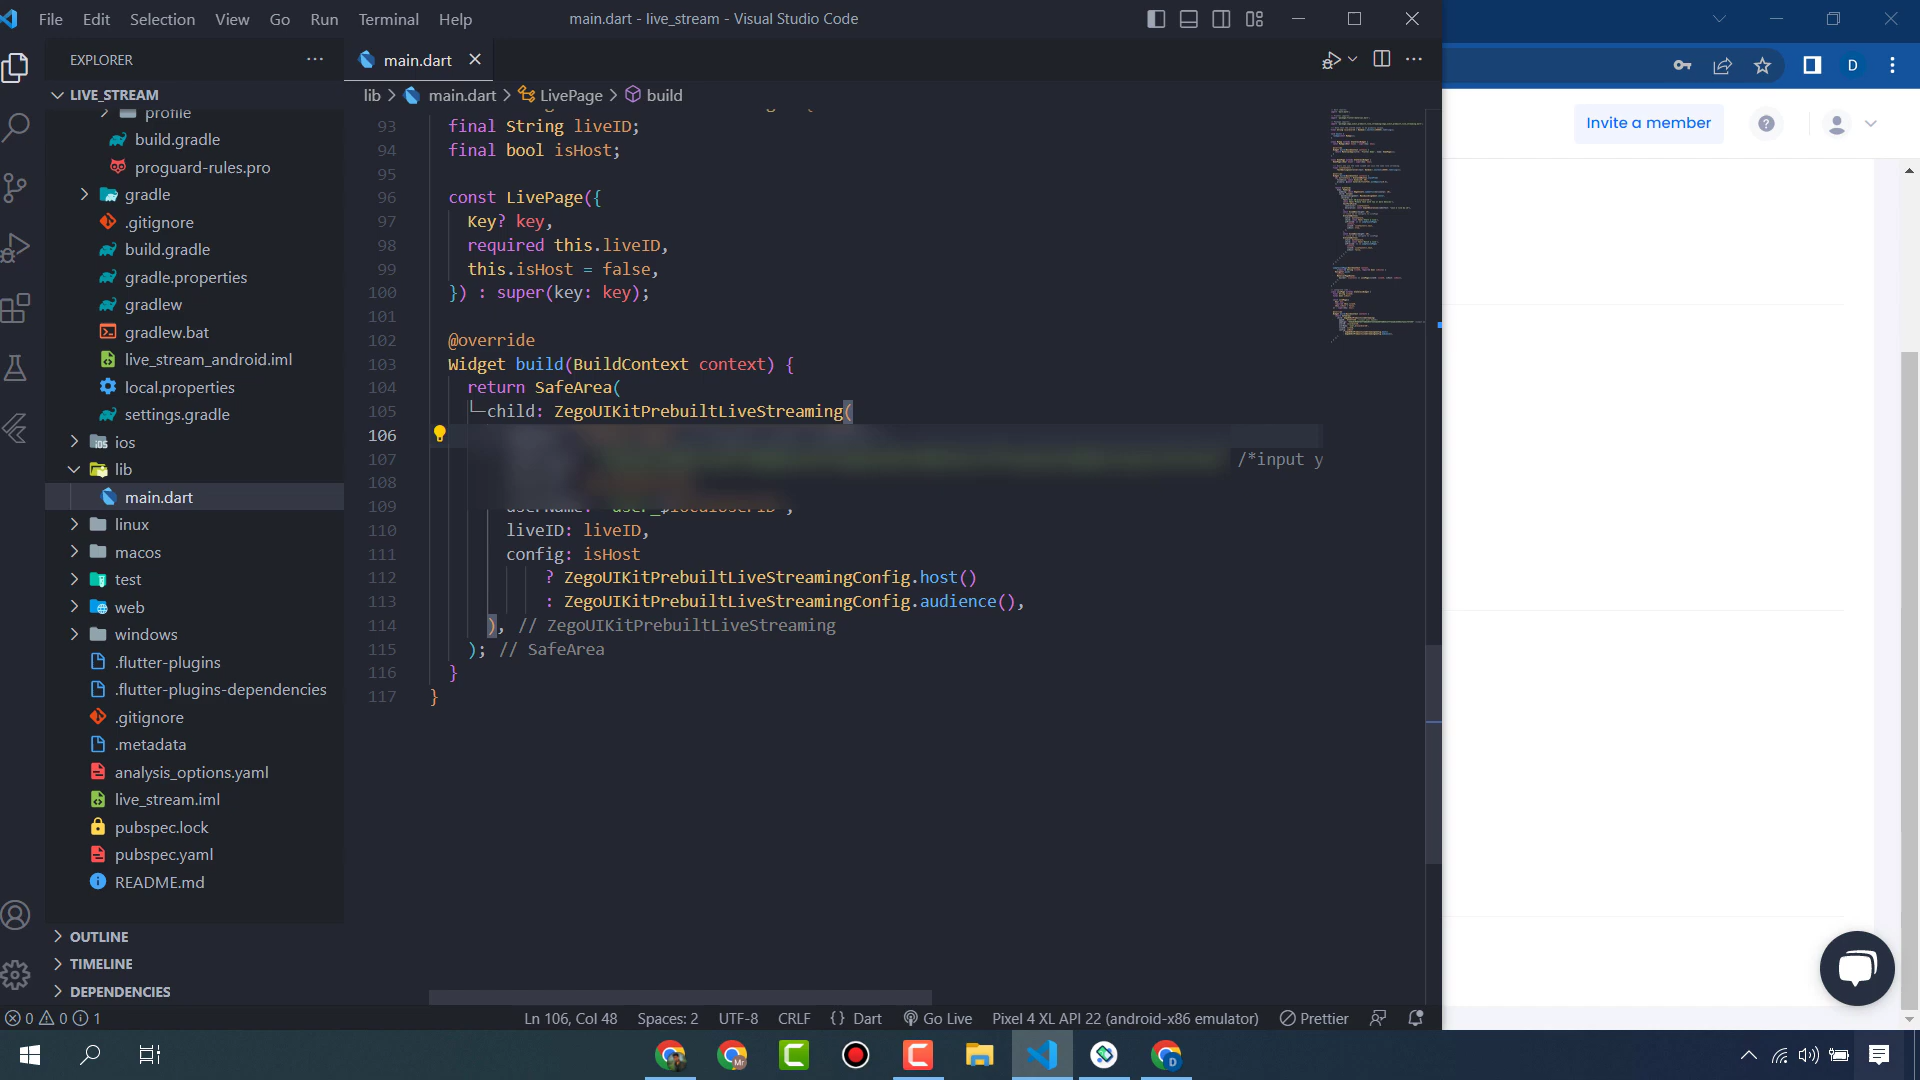 File Edit Selection View Go Run Terminal Help
main.dart - live_stream - Visual Studio Code
EXPLORER
main.dart
LIVE_STREAM
profile
build.gradle
proguard-rules.pro
gradle
.gitignore
build.gradle
gradle.properties
gradlew
gradlew.bat
live_stream_android.iml
local.properties
settings.gradle
ios
lib
main.dart
linux
macos
test
web
windows
.flutter-plugins
.flutter-plugins-dependencies
.gitignore
.metadata
analysis_options.yaml
live_stream.iml
pubspec.lock
pubspec.yaml
README.md
OUTLINE
TIMELINE
DEPENDENCIES
lib > main.dart > LivePage > build
93 final String liveID;
94 final bool isHost;
95
96 const LivePage({
97 Key? key,
98 required this.liveID,
99 this.isHost = false,
100 }) : super(key: key);
101
102 @override
103 Widget build(BuildContext context) {
104 return SafeArea(
105 child: ZegoUIKitPrebuiltLiveStreaming(
106
107 /*input y
108
109
110 liveID: liveID,
111 config: isHost
112 ? ZegoUIKitPrebuiltLiveStreamingConfig.host()
113 : ZegoUIKitPrebuiltLiveStreamingConfig.audience(),
114 ), // ZegoUIKitPrebuiltLiveStreaming
115 ); // SafeArea
116 }
117 }
D
Invite a member
0 0 1
Ln 106, Col 48 Spaces: 2 UTF-8 CRLF {} Dart Go Live Pixel 4 XL API 22 (android-x86 emulator) Prettier